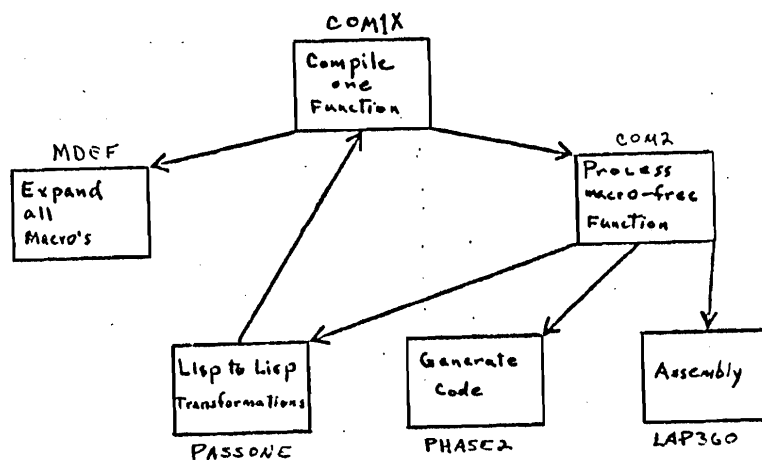 COM1X
Compile
one
Function
MDEF
Expand
all
Macro's
COM2
Process
macro-free
Function
Lisp to Lisp
Transformations
PASSONE
Generate
Code
PHASE2
Assembly
LAP360